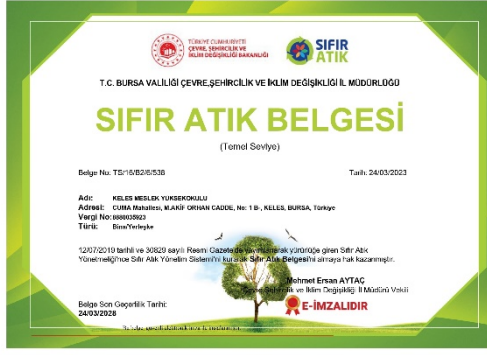 TÜRKİYE CUMHURİYETİ
ÇEVRE, ŞEHİRCİLİK VE
İKLİM DEĞİŞİKLİĞİ BAKANLIĞI
SIFIR
ATIK
T.C. BURSA VALİLİĞİ ÇEVRE,ŞEHİRCİLİK VE İKLİM DEĞİŞİKLİĞİ İL MÜDÜRLÜĞÜ
SIFIR ATIK BELGESİ
(Temel Seviye)
Belge No: TS/16/B2/6/538
Tarih: 24/03/2023
Adı: KELES MESLEK YUKSEKOKULU
Adresi: CUMA Mahallesi, M.AKİF ORHAN CADDE, No: 1 B-, KELES, BURSA, Türkiye
Vergi No:
Türü: Bina/Yerleşke
12/07/2019 tarihli ve 30829 sayılı Resmi Gazete'de yayımlanarak yürürlüğe giren Sıfır Atık
Yönetmeliği'nce Sıfır Atık Yönetim Sistemi'ni kurarak Sıfır Atık Belgesi'ni almaya hak kazanmıştır.
Mehmet Ersan AYTAÇ
Çevre, Şehircilik ve İklim Değişikliği İl Müdürü Vekili
E-İMZALIDIR
Belge Son Geçerlilik Tarihi:
24/03/2028